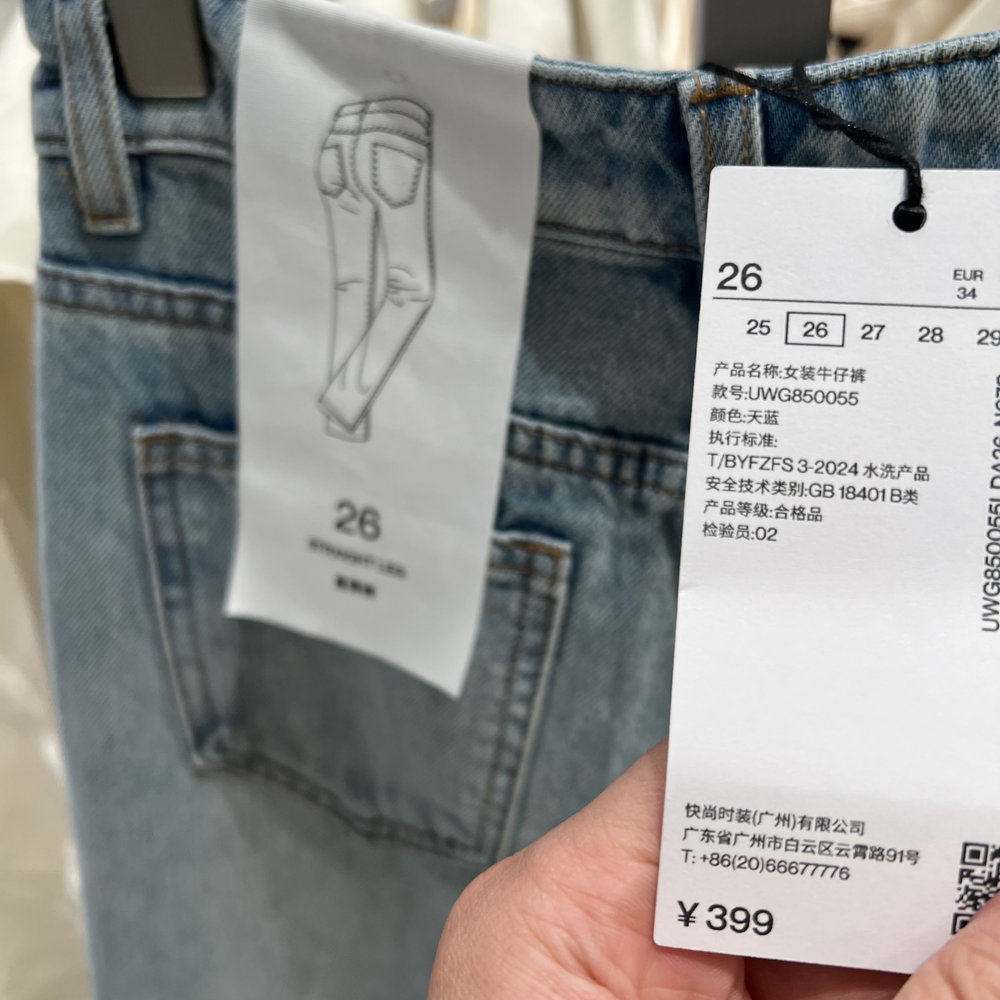 26
STRAIGHT LEG
26
EUR
34
25 26 27 28 29
产品名称:女装牛仔裤
款号:UWG850055
颜色:天蓝
执行标准:
T/BYFZFS 3-2024 水洗产品
安全技术类别:GB 18401 B类
产品等级:合格品
检验员:02
快尚时装(广州)有限公司
广东省广州市白云区云霄路91号
T: +86(20)66677776
¥ 399